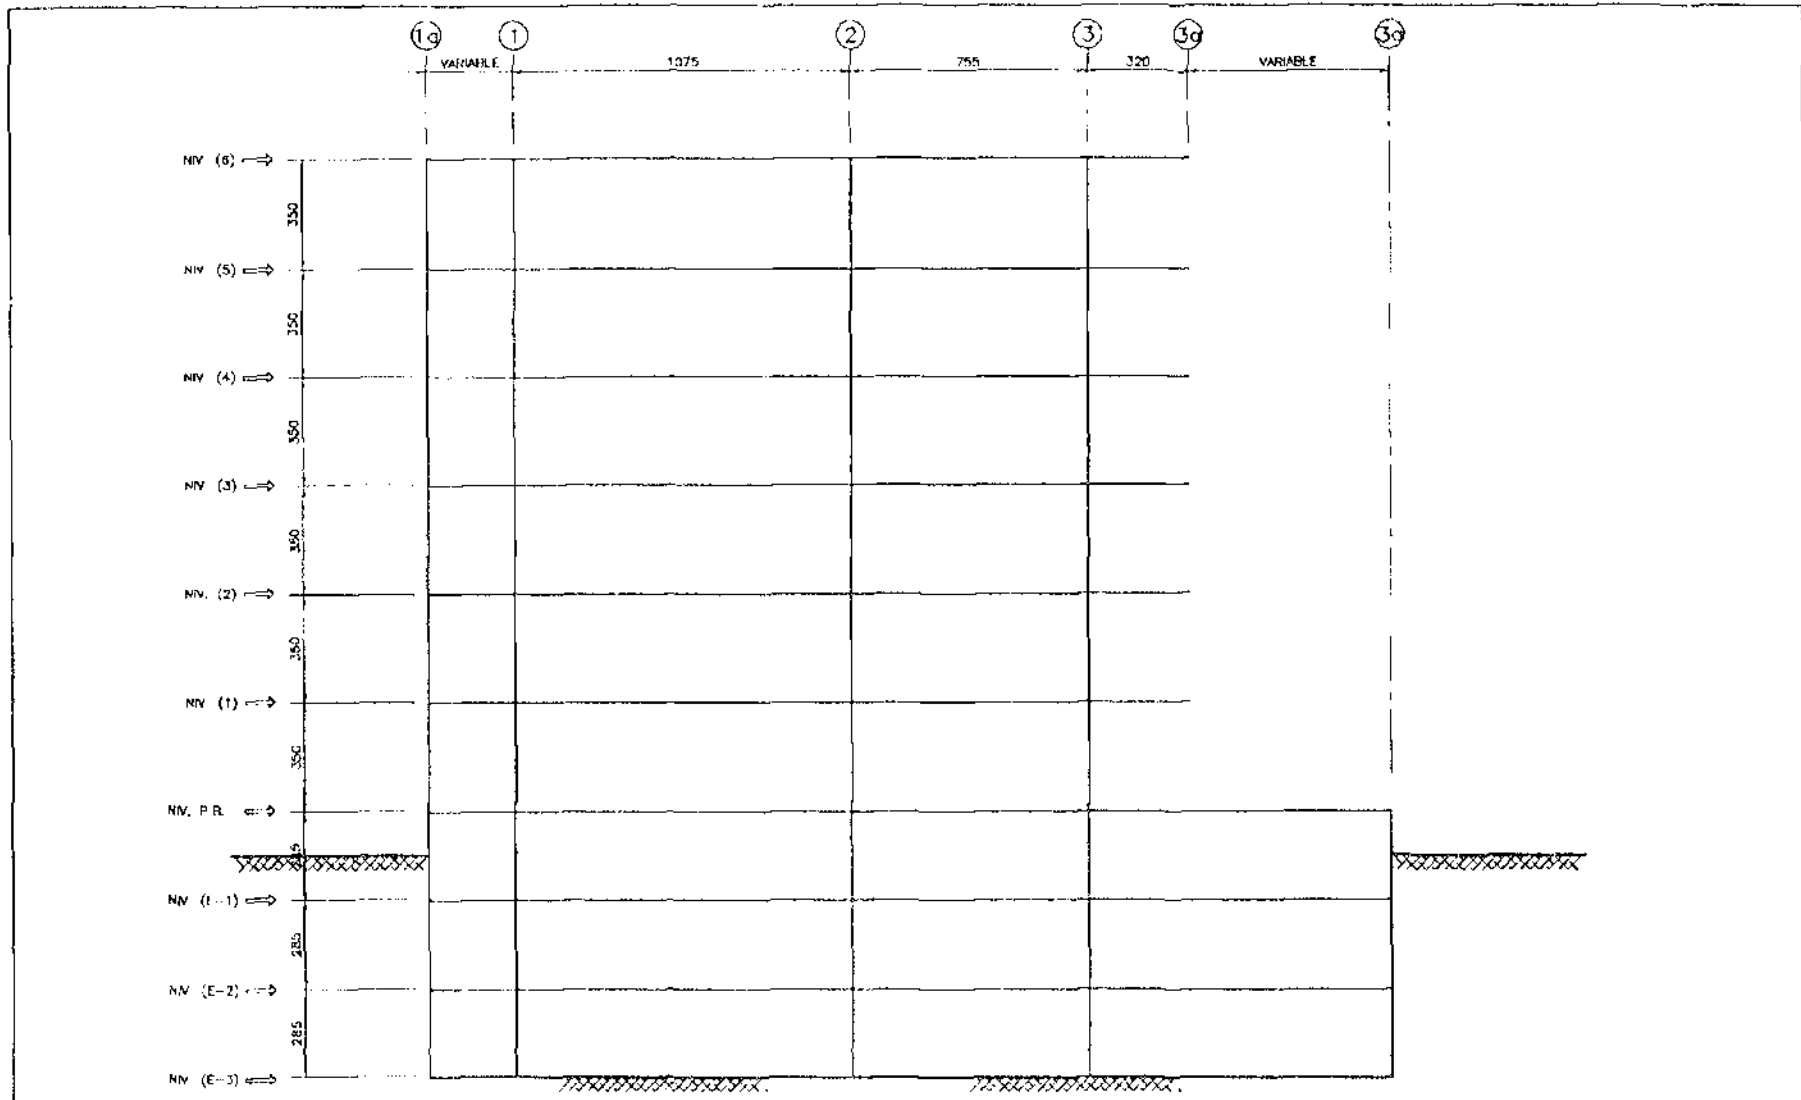 1a 1 2 3 3a 3a
VARIABLE 1075 755 320 VARIABLE
NIV (6)
350
NIV (5)
350
NIV (4)
350
NIV (3)
350
NIV. (2)
350
NIV (1)
350
NIV. P.B.
NIV (E-1)
285
NIV (E-2)
285
NIV (E-3)